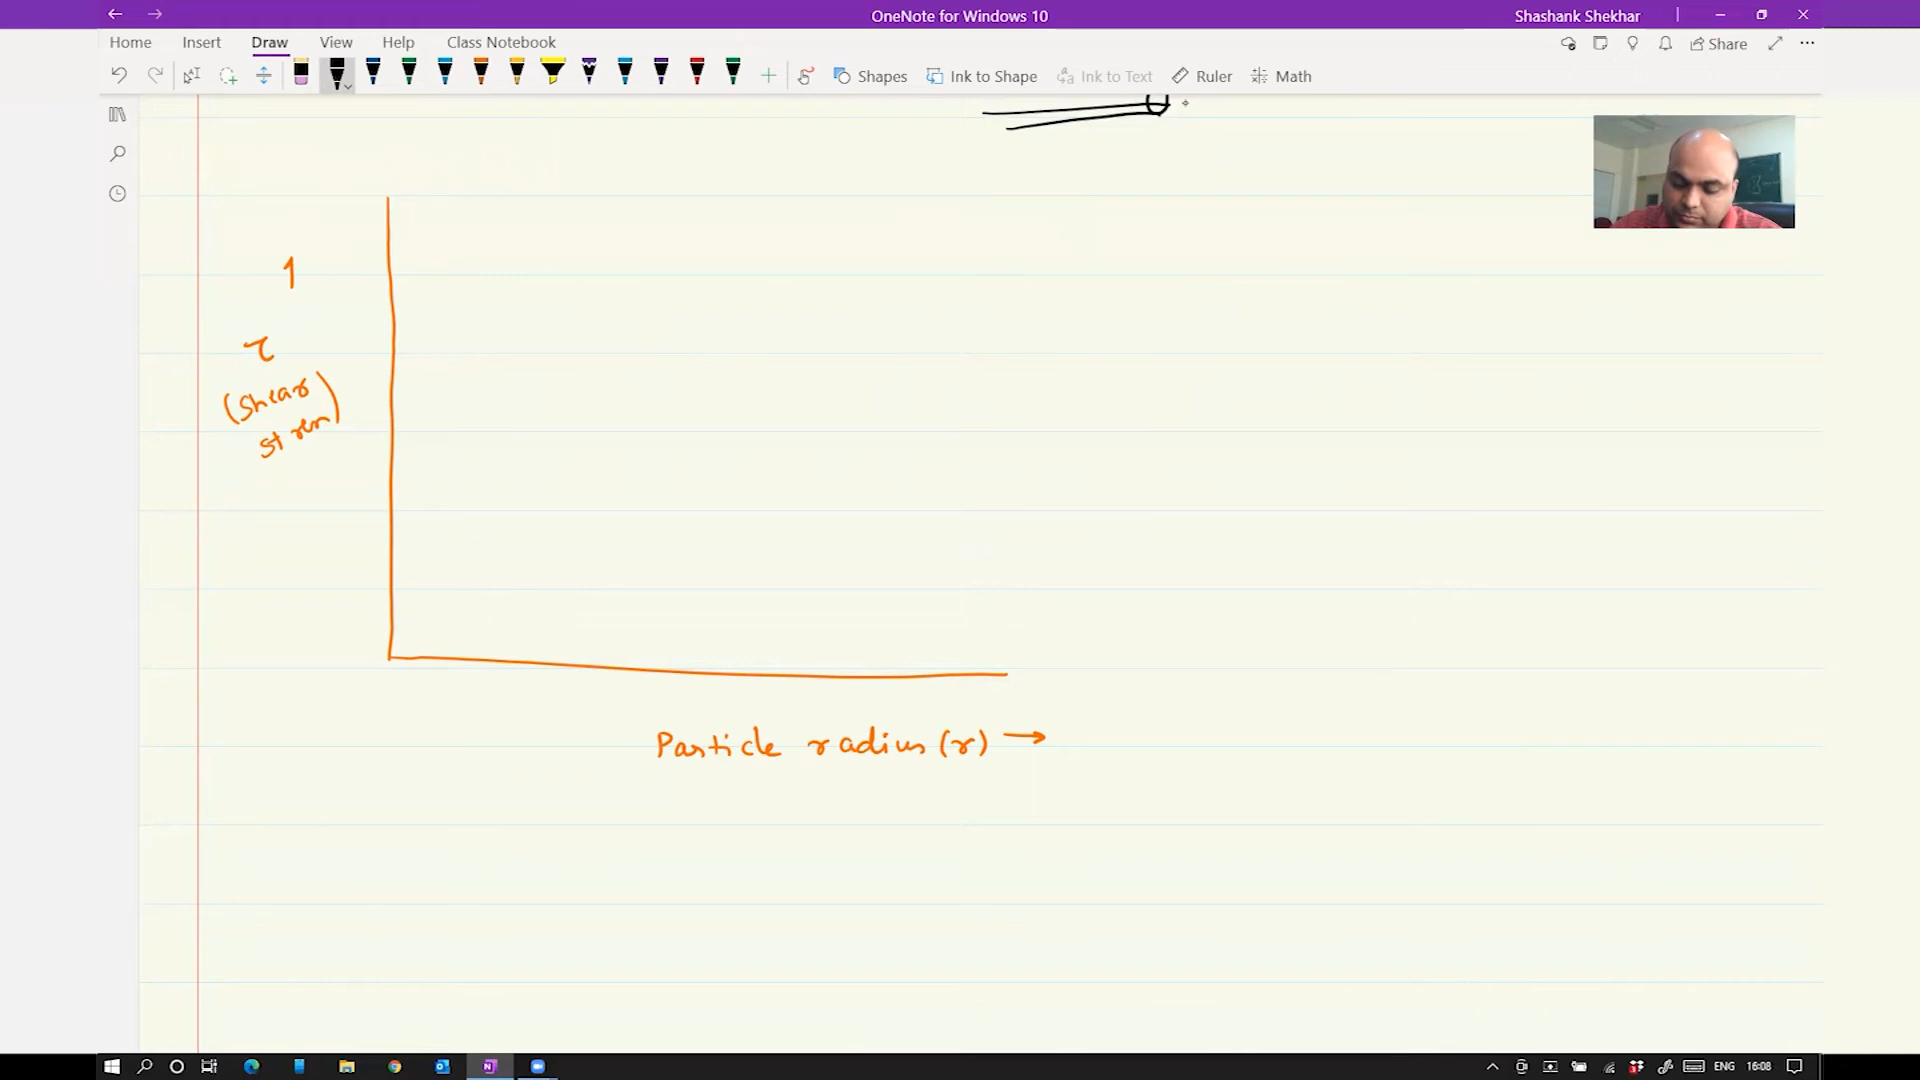 OneNote for Windows 10
Shashank Shekhar
Home Insert Draw View Help Class Notebook
Share
Shapes Ink to Shape Ink to Text Ruler Math
↑
τ
(shear
stress)
Particle radius (r) →
ENG 16:08